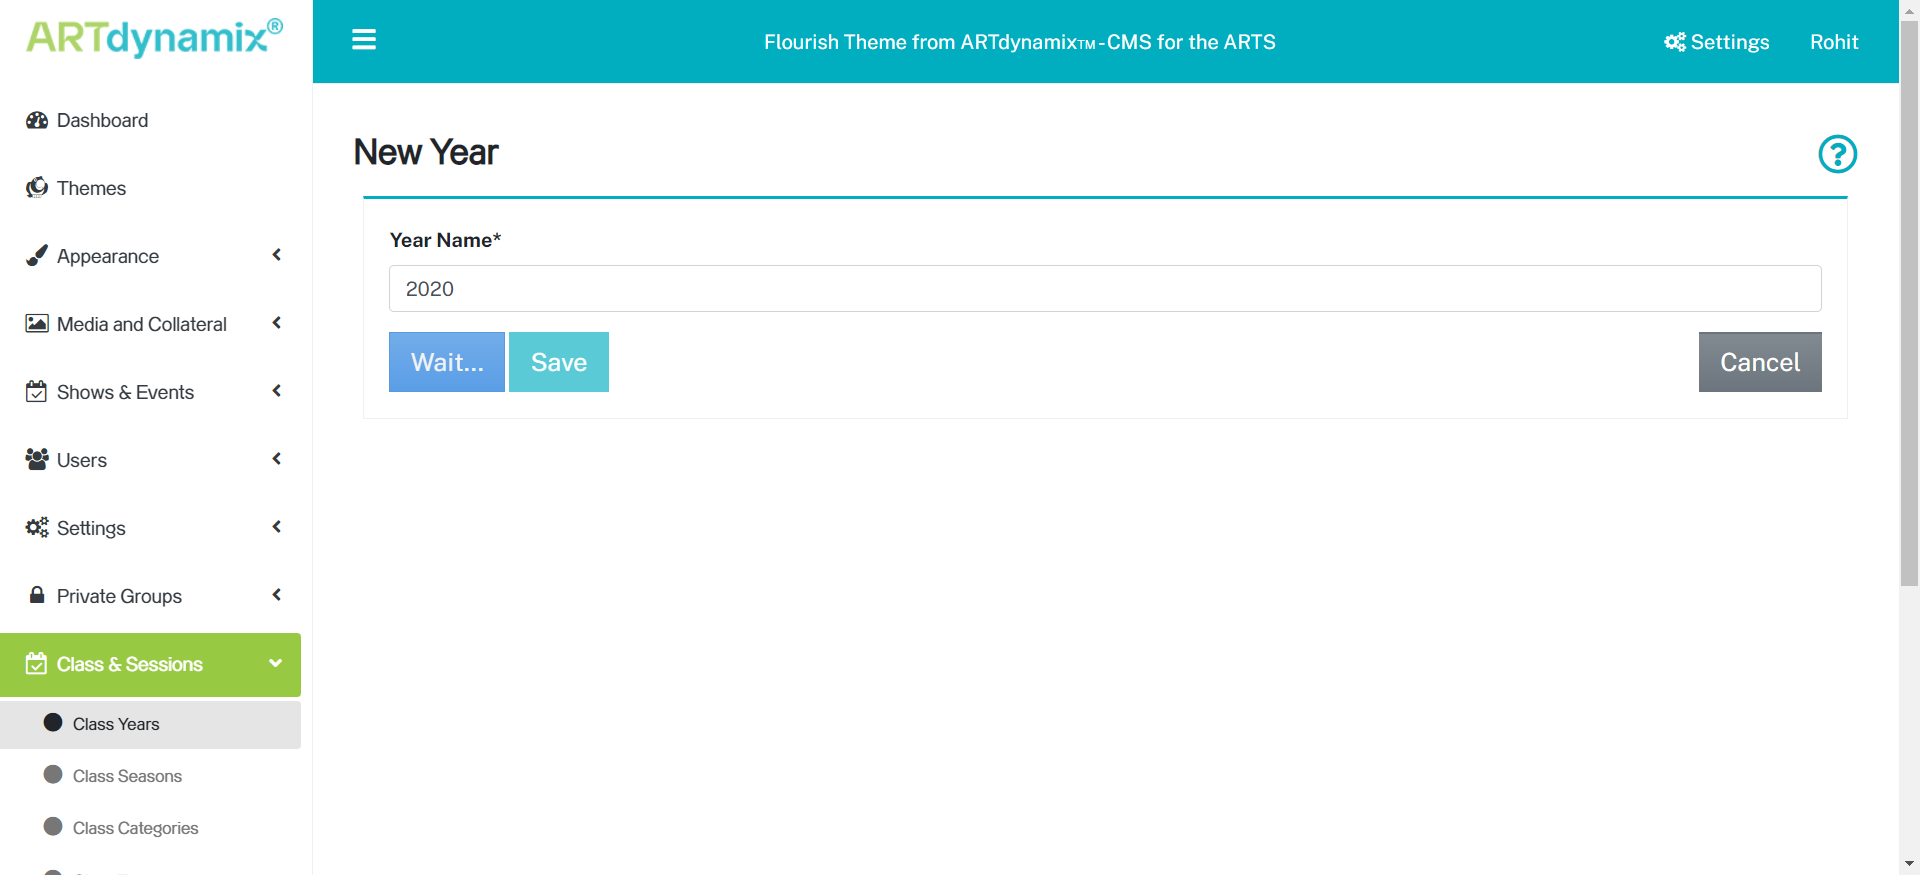 ARTdynamix®
Flourish Theme from ARTdynamix™ - CMS for the ARTS
Settings
Rohit
Dashboard
Themes
Appearance
Media and Collateral
Shows & Events
Users
Settings
Private Groups
Class & Sessions
Class Years
Class Seasons
Class Categories
New Year
Year Name*
2020
Wait...
Save
Cancel